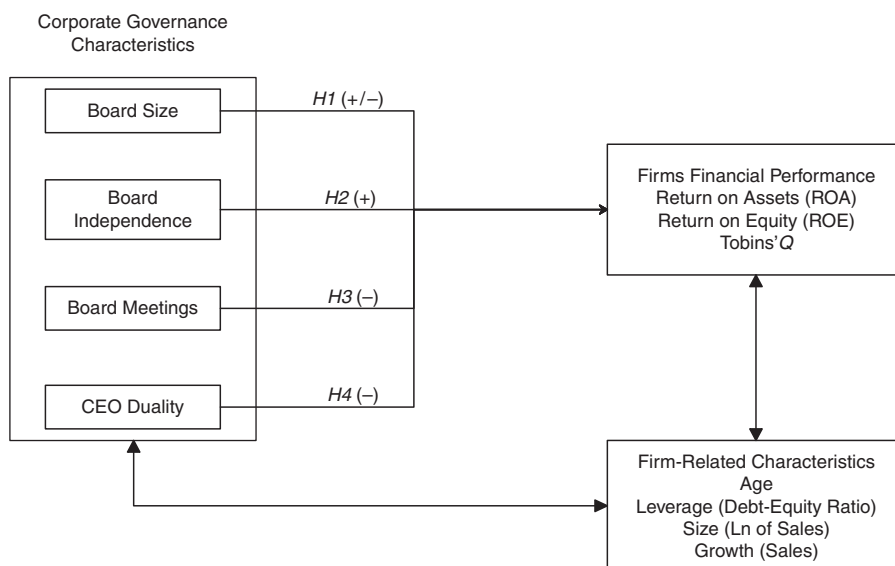 Corporate Governance
Characteristics
Board Size
H1 (+/–)
Board
Independence
H2 (+)
Board Meetings
H3 (–)
CEO Duality
H4 (–)
Firms Financial Performance
Return on Assets (ROA)
Return on Equity (ROE)
Tobins'Q
Firm-Related Characteristics
Age
Leverage (Debt-Equity Ratio)
Size (Ln of Sales)
Growth (Sales)